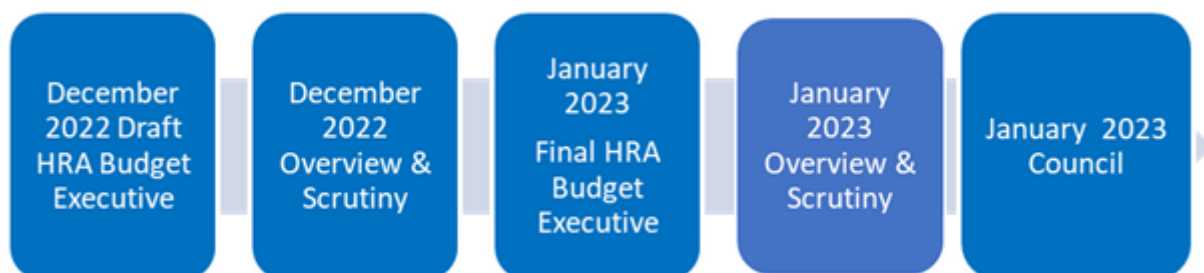 December
2022 Draft
HRA Budget
Executive
December
2022
Overview &
Scrutiny
January
2023
Final HRA
Budget
Executive
January
2023
Overview &
Scrutiny
January 2023
Council